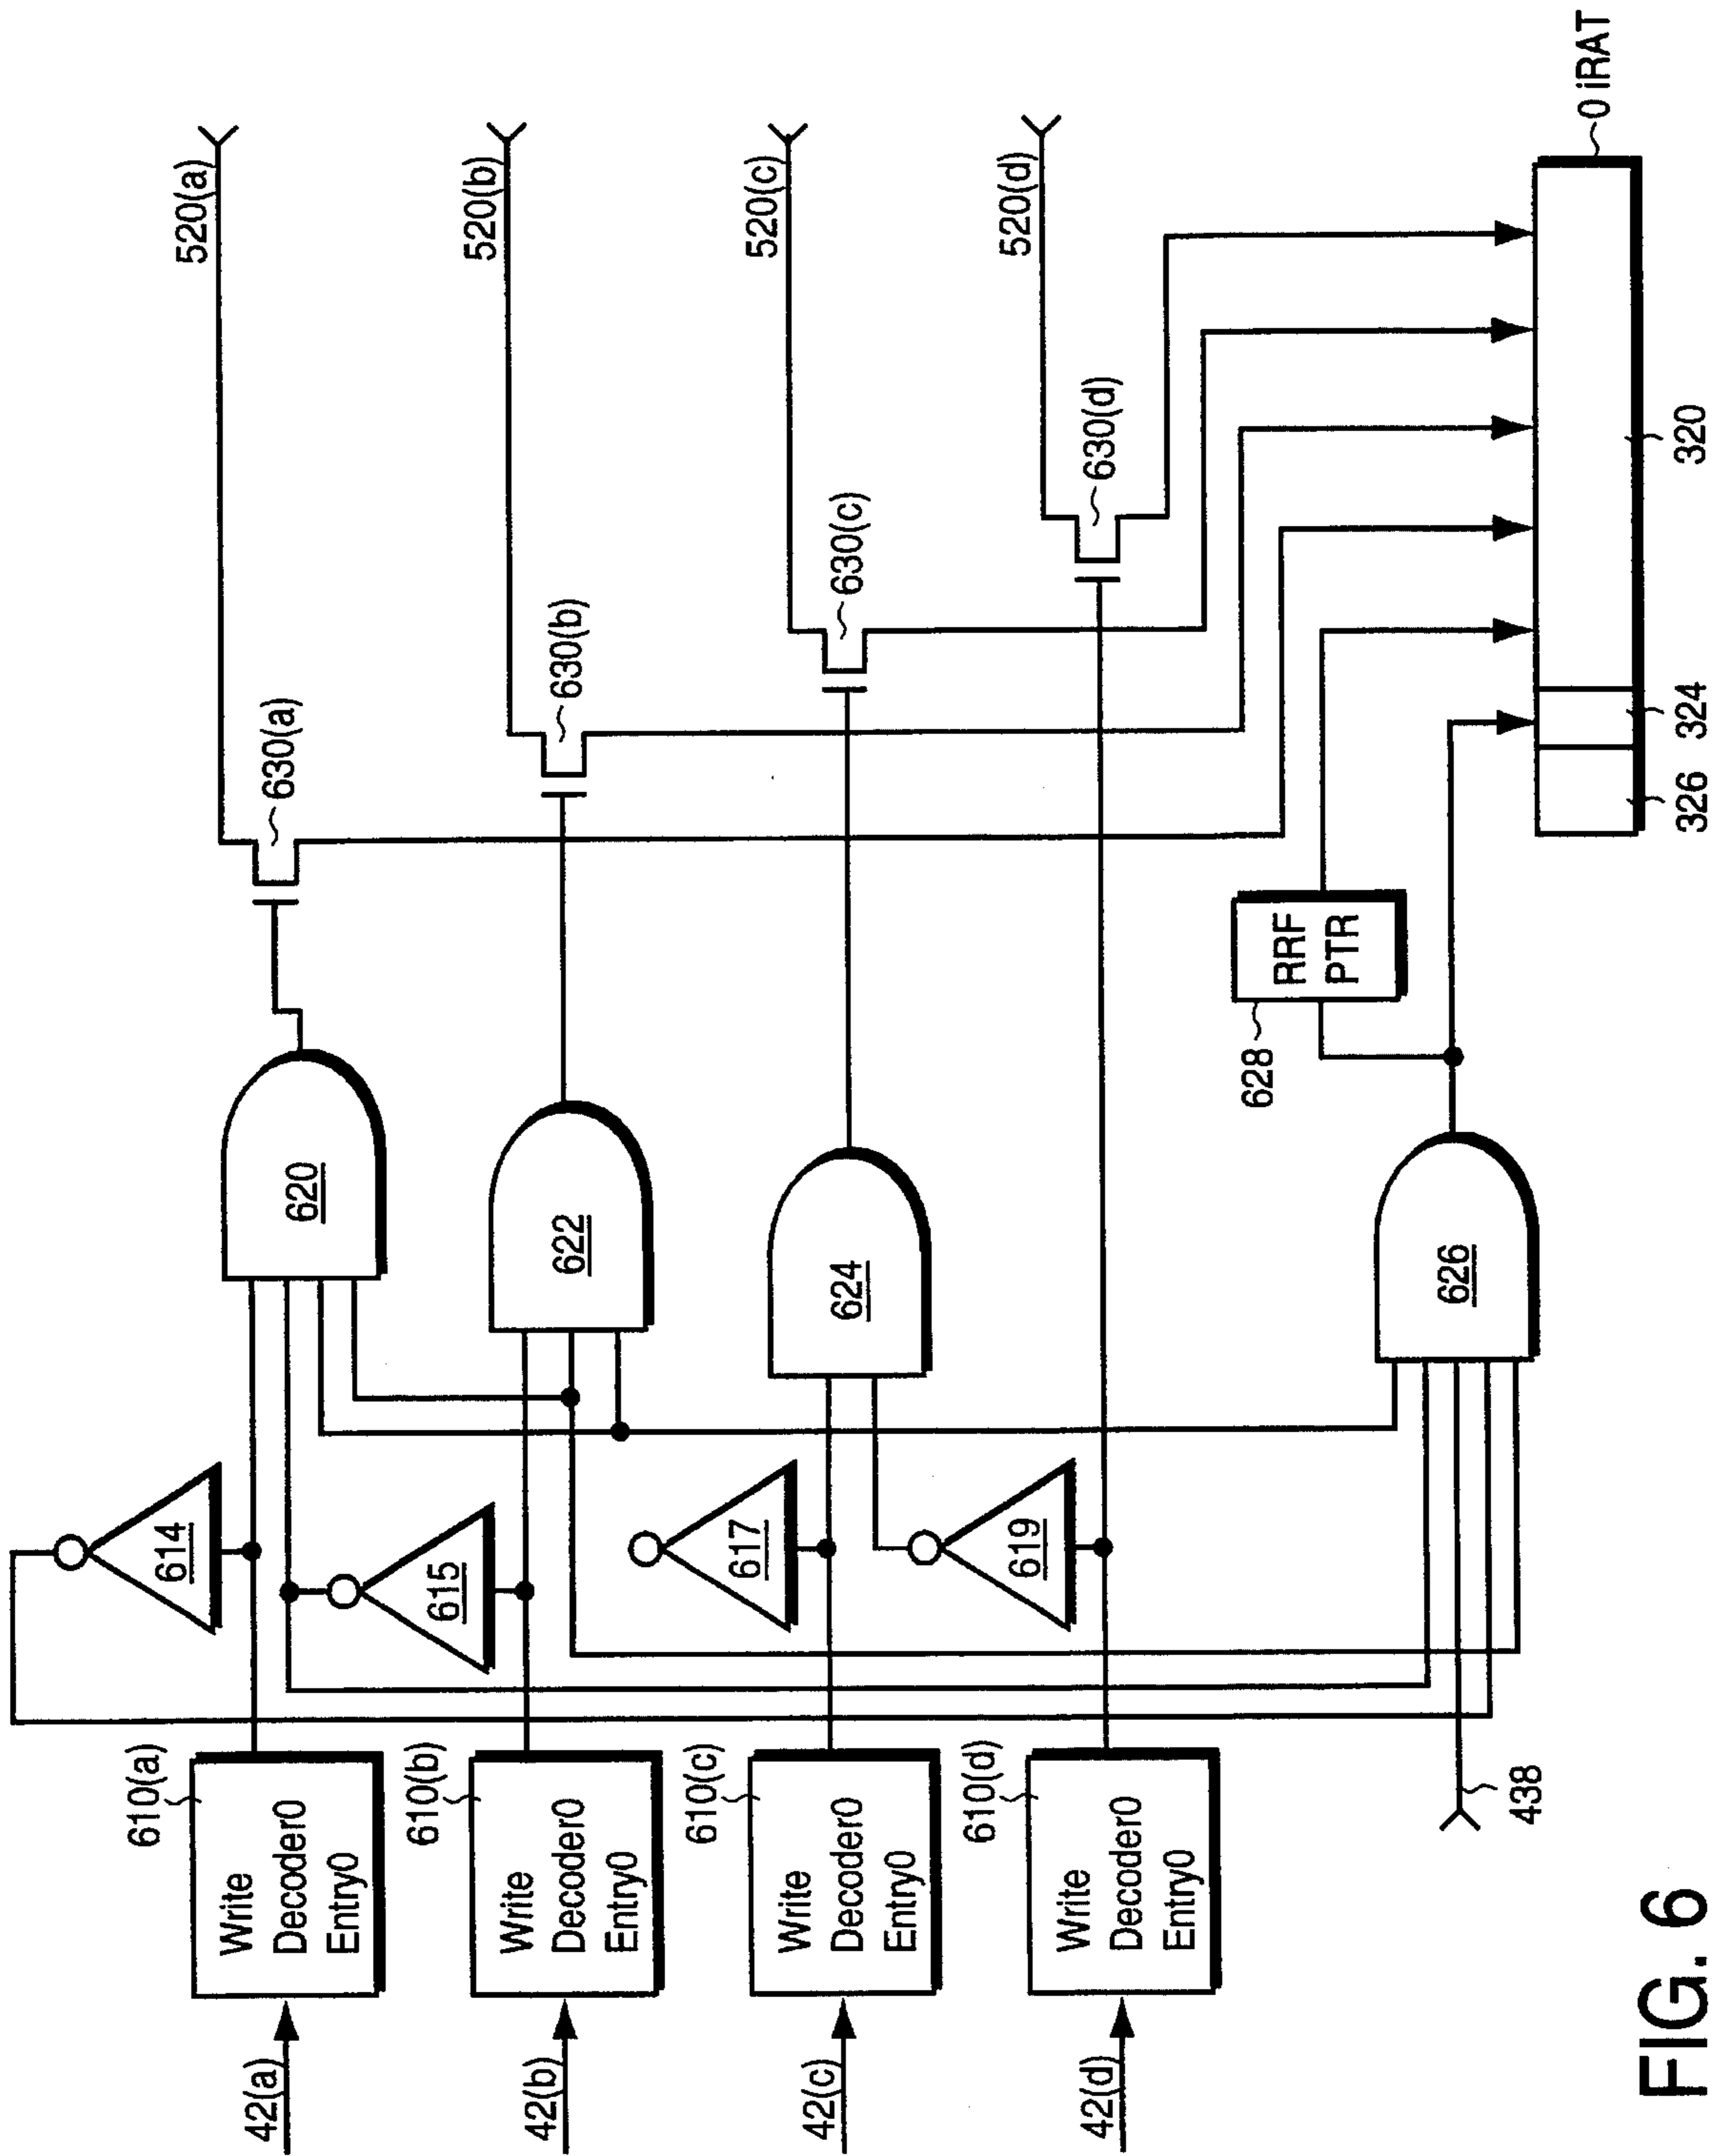 42(a)
Write
Decoder0
Entry0
610(a)
614
620
630(a)
520(a)
42(b)
Write
Decoder0
Entry0
610(b)
615
622
630(b)
520(b)
42(c)
Write
Decoder0
Entry0
610(c)
617
624
630(c)
520(c)
42(d)
Write
Decoder0
Entry0
610(d)
619
630(d)
520(d)
438
626
628
RRF
PTR
326
324
320
0 iRAT
FIG. 6